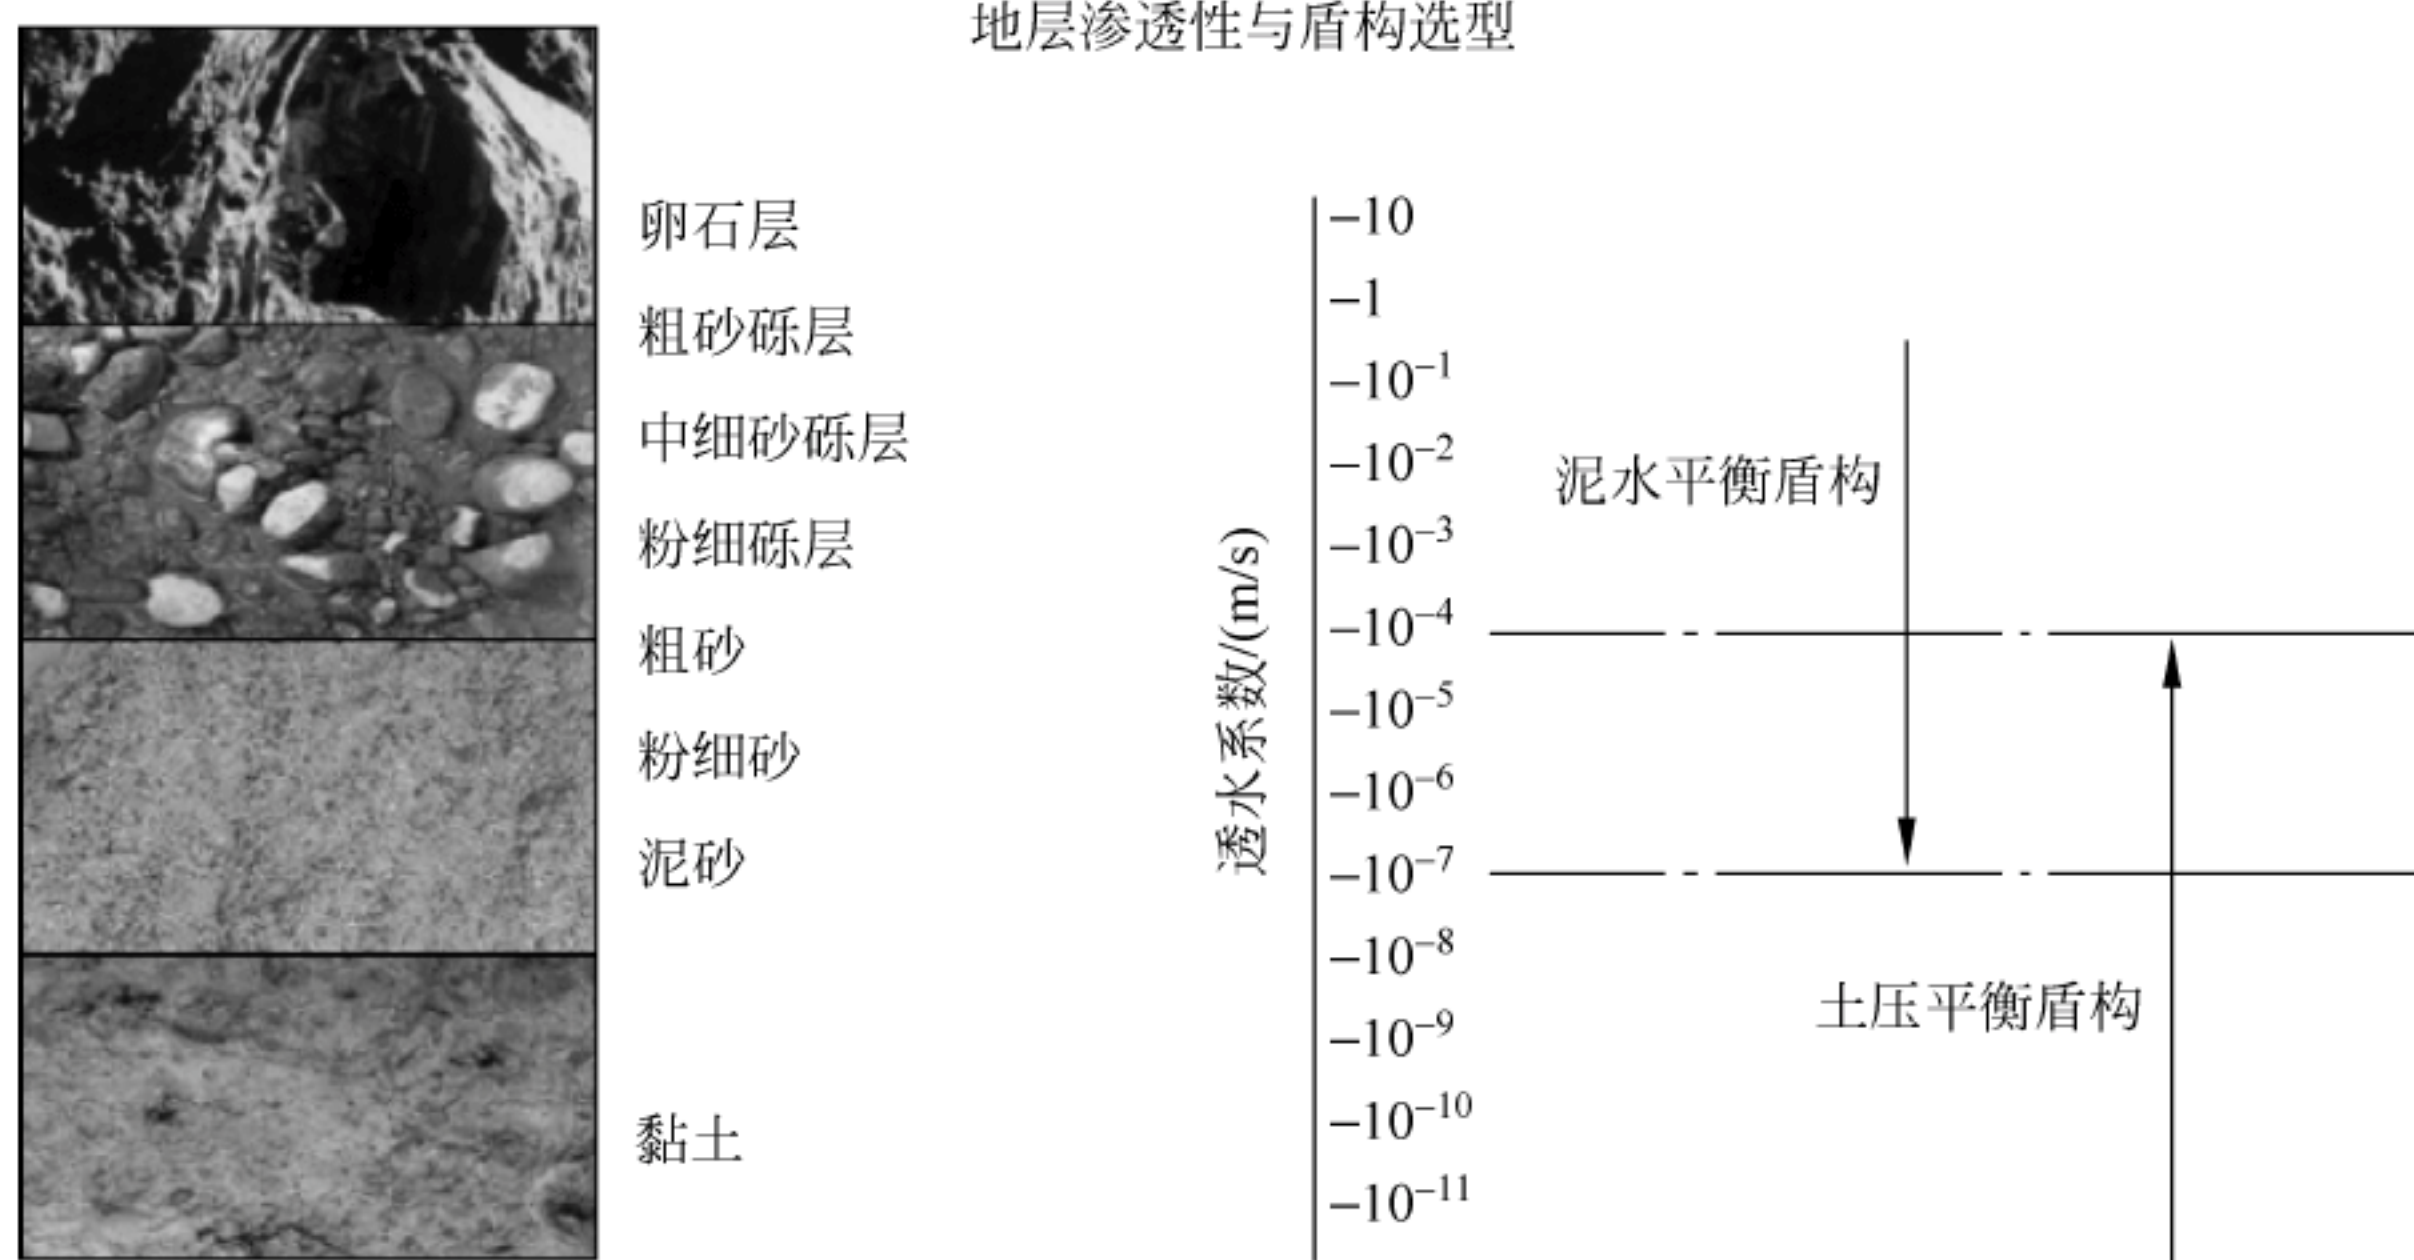 地层渗透性与盾构选型
卵石层
粗砂砾层
中细砂砾层
粉细砾层
粗砂
粉细砂
泥砂
黏土
透水系数/(m/s)
–10
–1
–10⁻¹
–10⁻²
–10⁻³
–10⁻⁴
–10⁻⁵
–10⁻⁶
–10⁻⁷
–10⁻⁸
–10⁻⁹
–10⁻¹⁰
–10⁻¹¹
泥水平衡盾构
土压平衡盾构